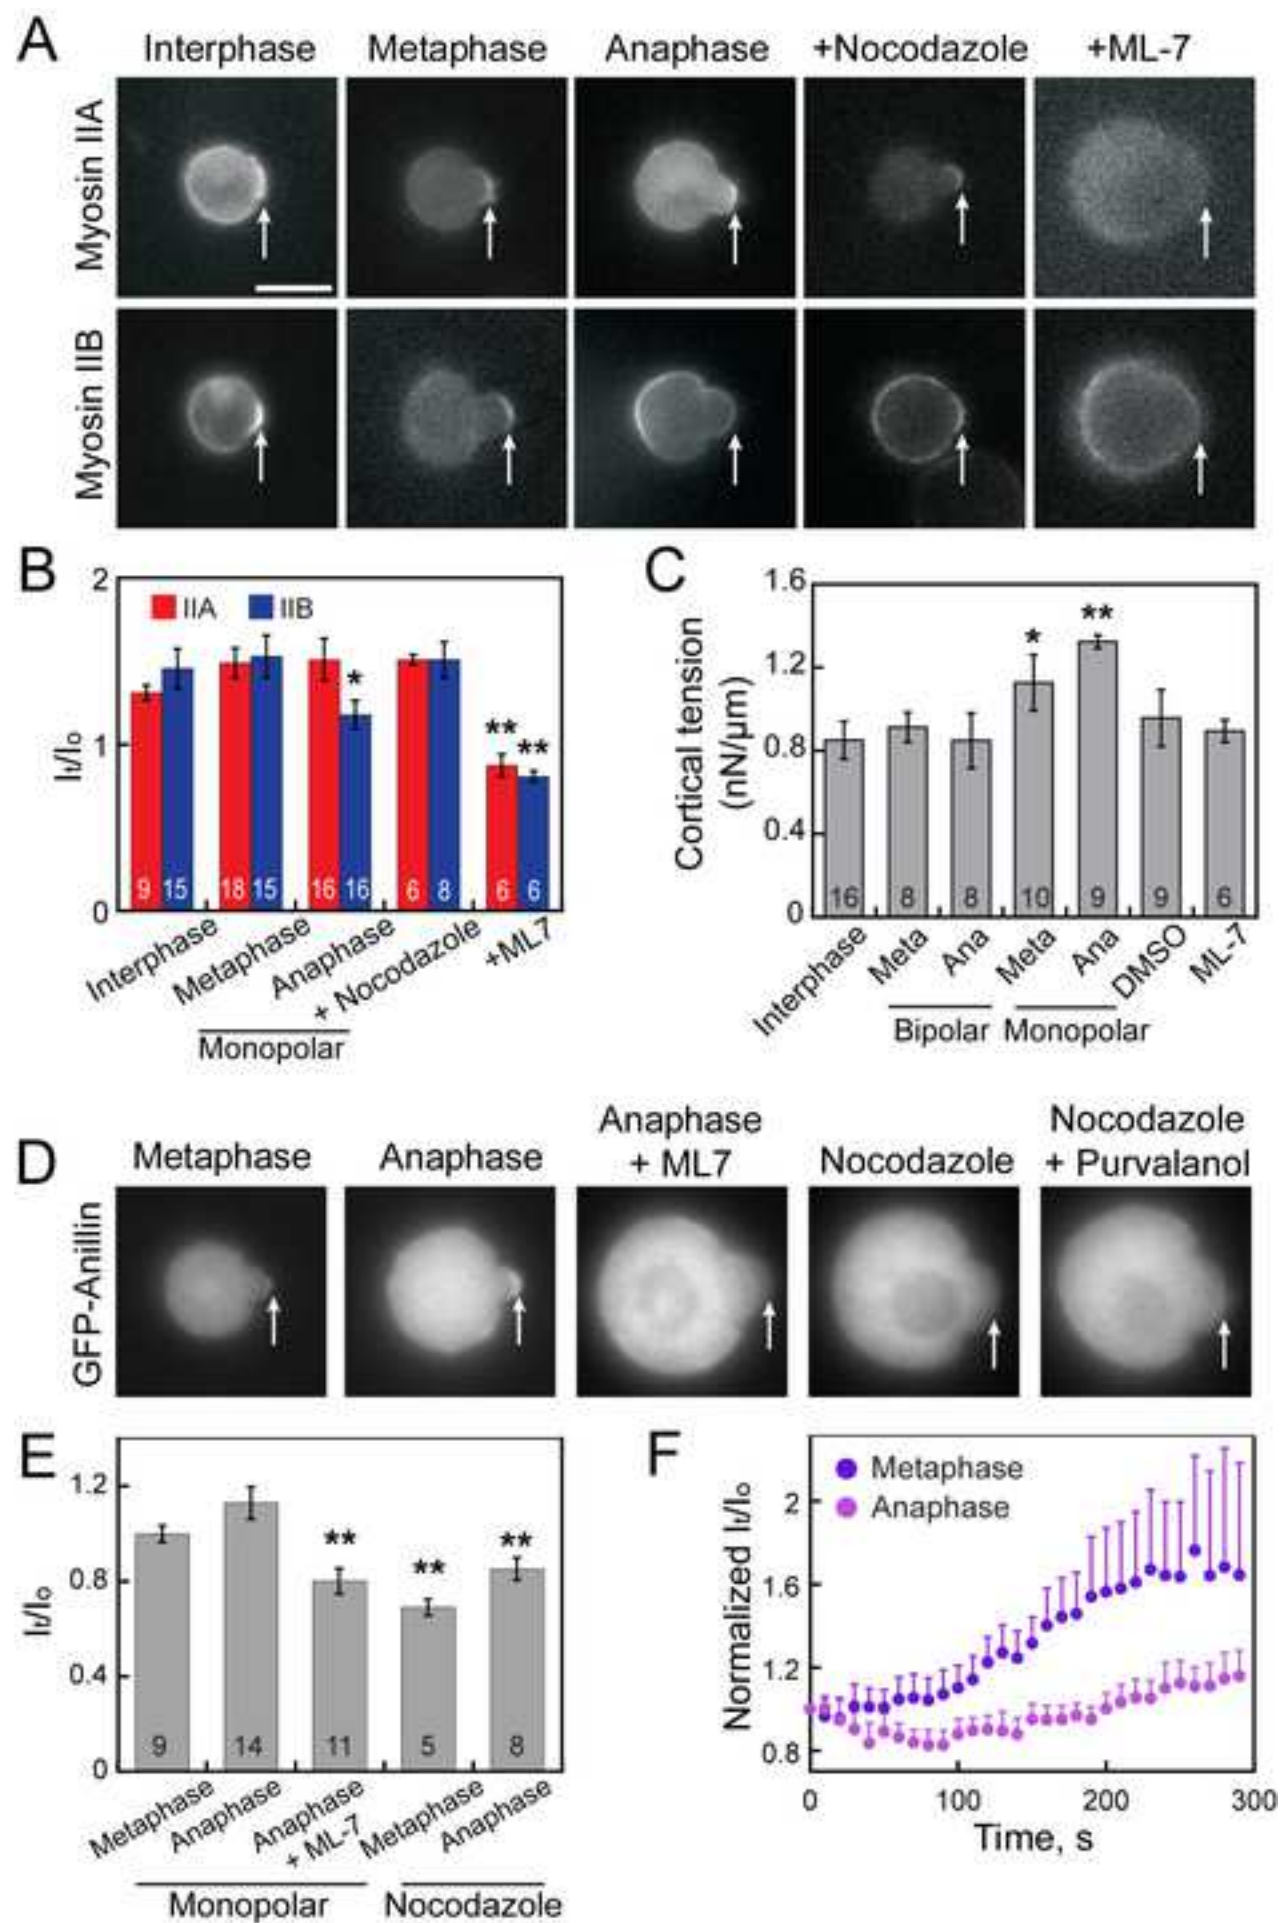 A
Interphase Metaphase Anaphase +Nocodazole +ML-7
Myosin IIA
Myosin IIB
B
2
1
0
It/Io
IIA IIB
*
** **
9 15 18 15 16 16 6 8 6 6
Interphase Metaphase Anaphase + Nocodazole +ML7
Monopolar
C
1.6
1.2
0.8
0.4
0
Cortical tension
(nN/μm)
* **
16 8 8 10 9 9 6
Interphase Meta Ana Meta Ana DMSO ML-7
Bipolar Monopolar
D
Metaphase Anaphase
Anaphase
+ ML7
Nocodazole
Nocodazole
+ Purvalanol
GFP-Anillin
E
1.2
0.8
0.4
0
It/Io
** ** **
9 14 11 5 8
Metaphase Anaphase
Anaphase
+ ML-7
Metaphase Anaphase
Monopolar Nocodazole
F
Metaphase
Anaphase
2
1.6
1.2
0.8
Normalized It/Io
0 100 200 300
Time, s